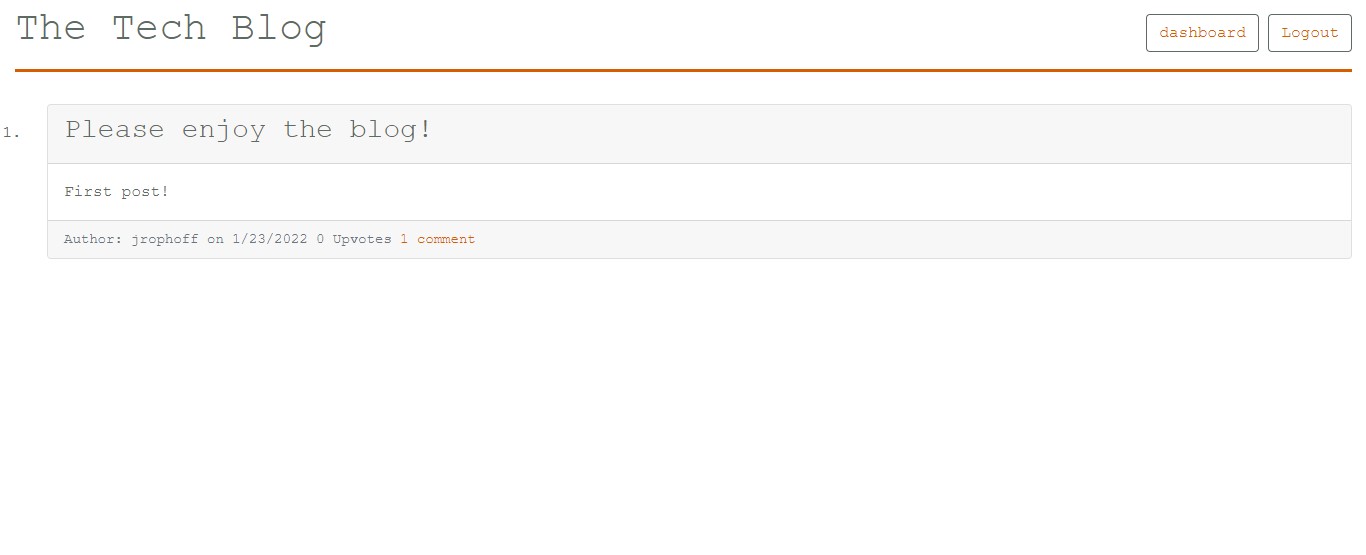 The Tech Blog
dashboard
Logout
1.
Please enjoy the blog!
First post!
Author: jrophoff on 1/23/2022 0 Upvotes 1 comment